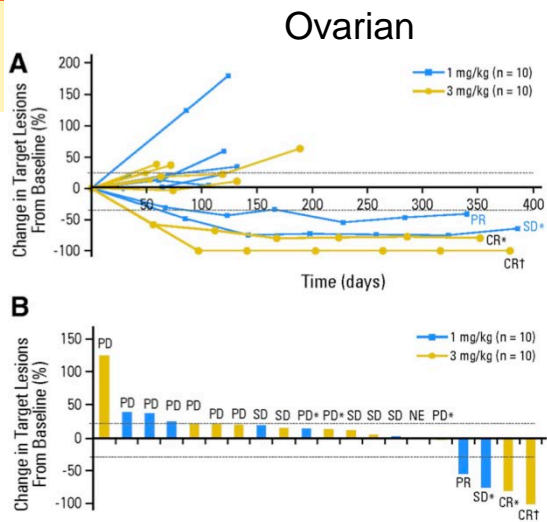 Ovarian
A
Change in Target Lesions
From Baseline (%)
200
150
100
50
0
-50
-100
1 mg/kg (n = 10)
3 mg/kg (n = 10)
50
100
150
200
250
300
350
400
PR
SD*
CR*
CR†
Time (days)
B
Change in Target Lesions
From Baseline (%)
150
100
50
0
-50
-100
1 mg/kg (n = 10)
3 mg/kg (n = 10)
PD
PD PD PD PD PD PD SD SD PD* PD* SD SD SD NE PD*
PR
SD*
CR*
CR†